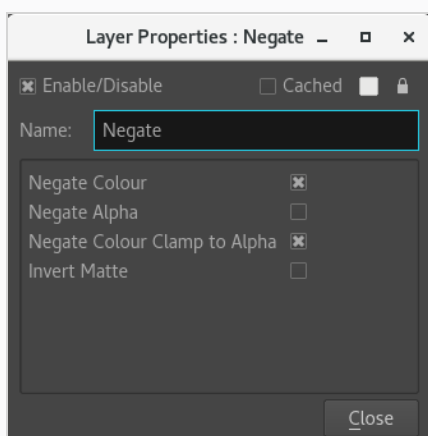 Layer Properties : Negate
Enable/Disable Cached
Name: Negate
Negate Colour
Negate Alpha
Negate Colour Clamp to Alpha
Invert Matte
Close